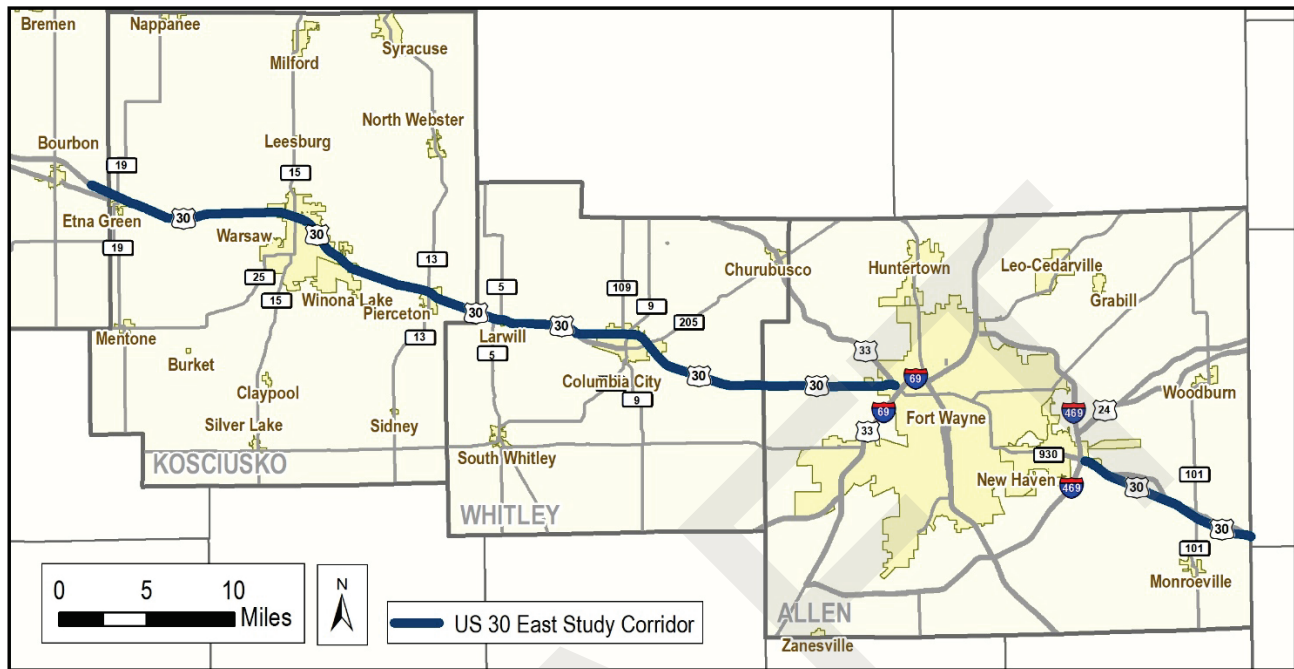 Bremen
Nappanee
Milford
Syracuse
North Webster
Bourbon
Leesburg
19
15
Etna Green
30
Warsaw
30
19
25
15
Winona Lake
13
Pierceton
13
Mentone
Burket
Claypool
Silver Lake
Sidney
KOSCIUSKO
5
30
Larwill
30
5
109
9
205
Columbia City
9
30
South Whitley
WHITLEY
Churubusco
Huntertown
Leo-Cedarville
Grabill
33
30
69
69
33
Fort Wayne
469
24
Woodburn
930
New Haven
469
30
101
30
101
Monroeville
ALLEN
Zanesville
0 5 10
Miles
N
US 30 East Study Corridor